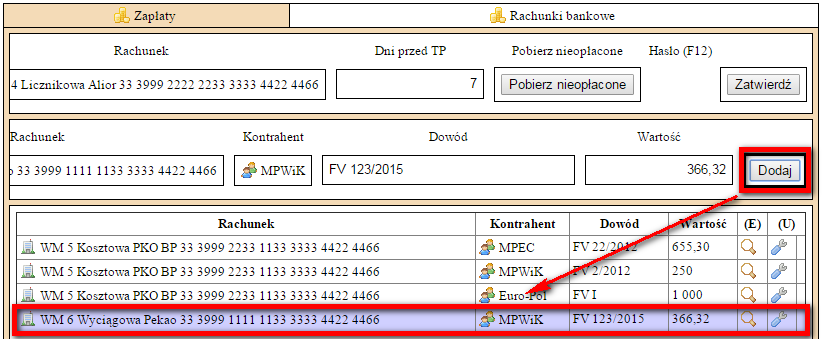 Zapłaty Rachunki bankowe
Rachunek Dni przed TP Pobierz nieopłacone Hasło (F12)
4 Licznikowa Alior 33 3999 2222 2233 3333 4422 4466 7 Pobierz nieopłacone Zatwierdź
Rachunek Kontrahent Dowód Wartość
o 33 3999 1111 1133 3333 4422 4466 MPWiK FV 123/2015 366,32 Dodaj
Rachunek Kontrahent Dowód Wartość (E) (U)
WM 5 Kosztowa PKO BP 33 3999 2233 1133 3333 4422 4466 MPEC FV 22/2012 655,30
WM 5 Kosztowa PKO BP 33 3999 2233 1133 3333 4422 4466 MPWiK FV 2/2012 250
WM 5 Kosztowa PKO BP 33 3999 2233 1133 3333 4422 4466 Euro-Pol FV I 1 000
WM 6 Wyciągowa Pekao 33 3999 1111 1133 3333 4422 4466 MPWiK FV 123/2015 366,32